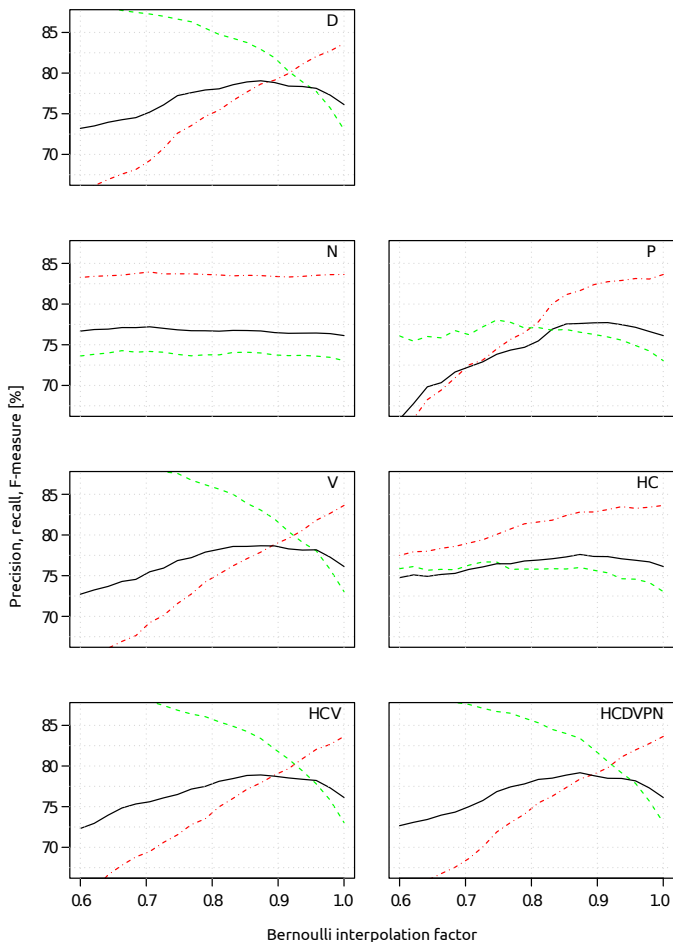 D
85
80
75
70
N
P
85
80
75
70
V
HC
85
80
75
70
HCV
HCDVPN
85
80
75
70
0.6 0.7 0.8 0.9 1.0 0.6 0.7 0.8 0.9 1.0
Precision, recall, F-measure [%]
Bernoulli interpolation factor